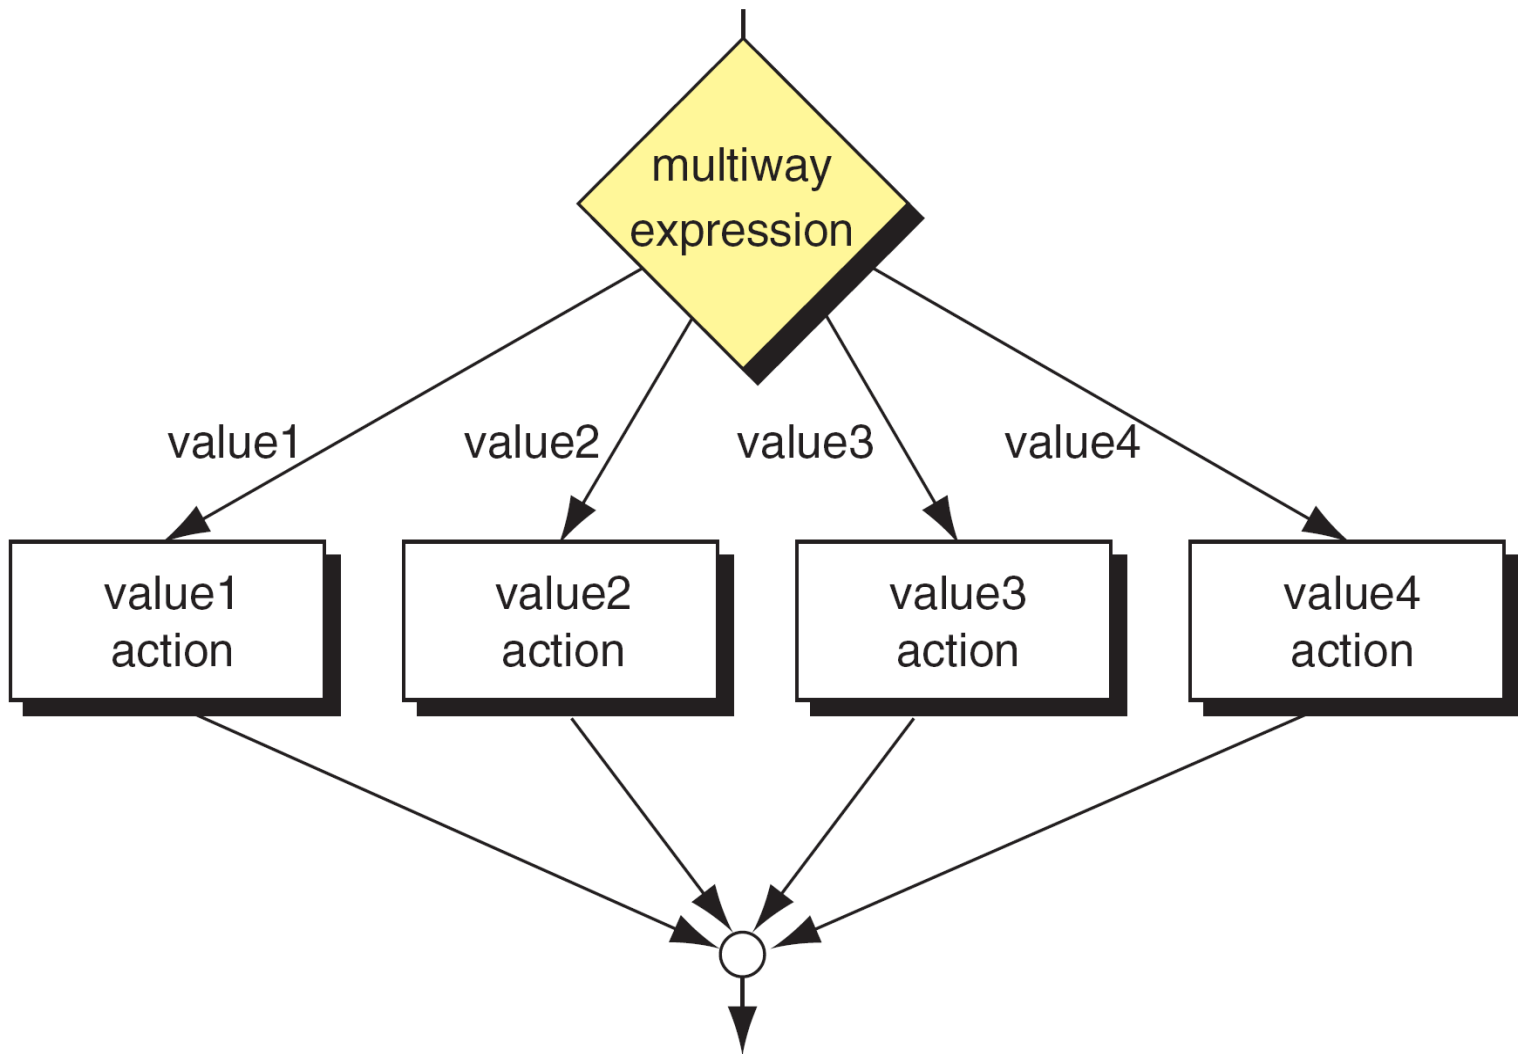 multiway
expression
value1
value2
value3
value4
value1
action
value2
action
value3
action
value4
action